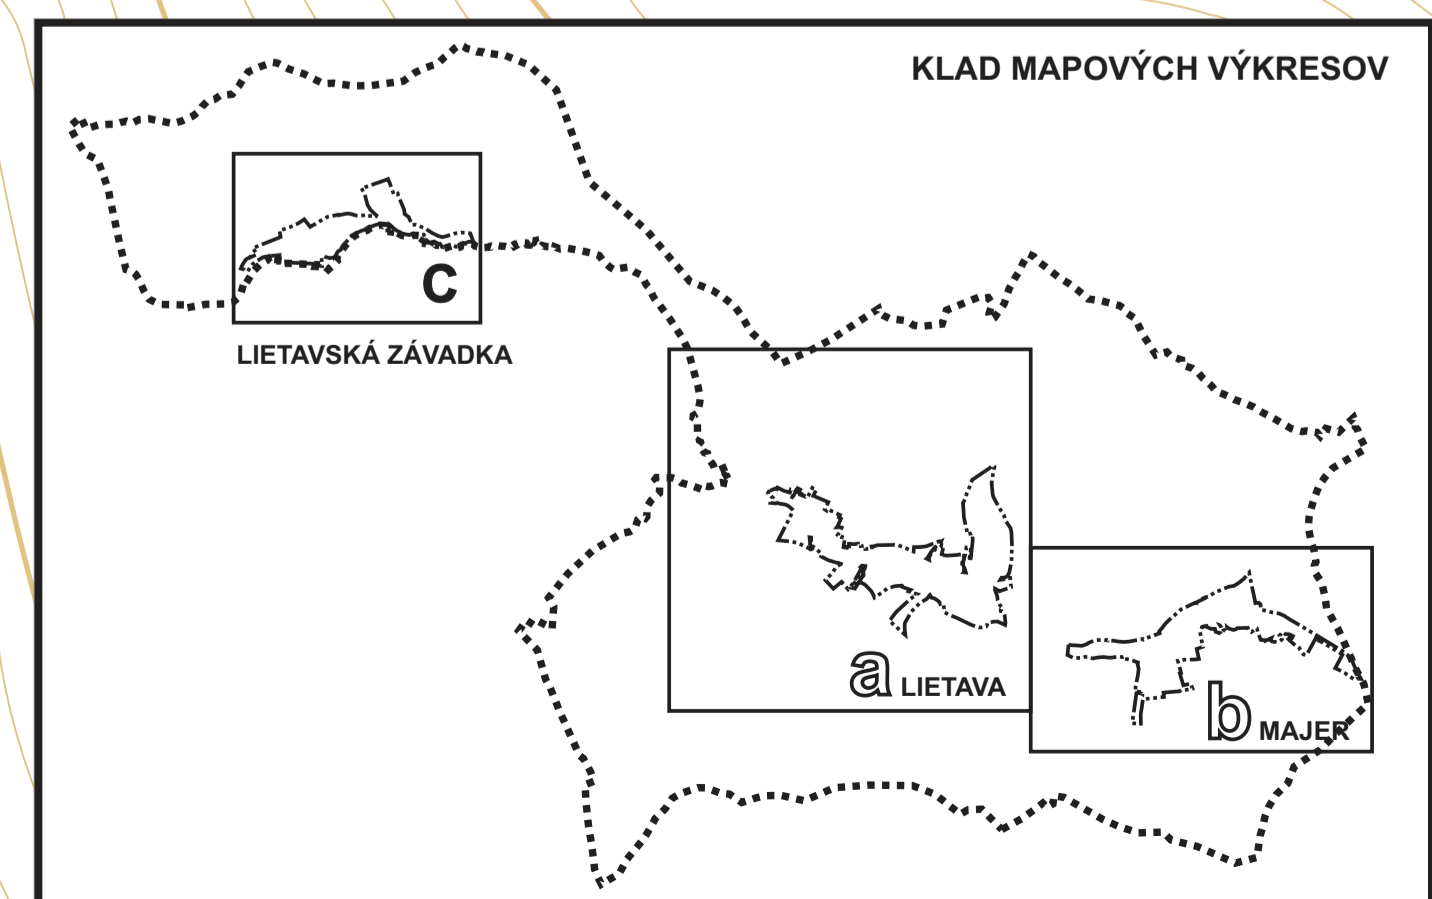 KLAD MAPOVÝCH VÝKRESOV
C
LIETAVSKÁ ZÁVADKA
a LIETAVA
b MAJER